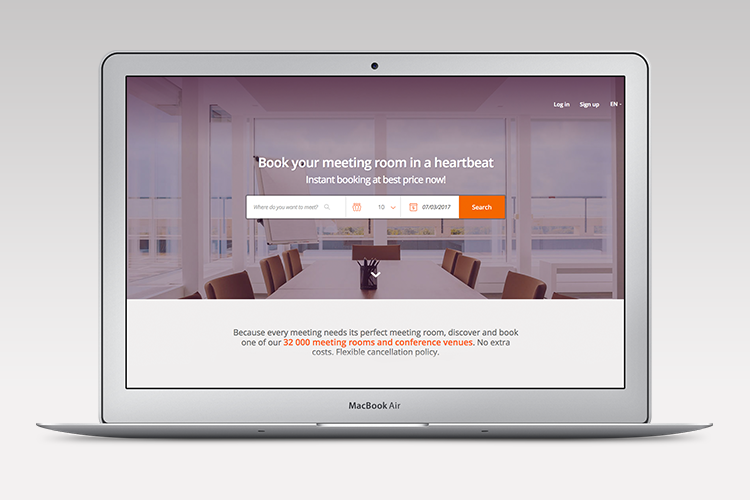 Log in Sign up EN
Book your meeting room in a heartbeat
Instant booking at best price now!
Where do you want to meet? 10 07/03/2017 Search
Because every meeting needs its perfect meeting room, discover and book
one of our 32 000 meeting rooms and conference venues. No extra
costs. Flexible cancellation policy.
MacBook Air